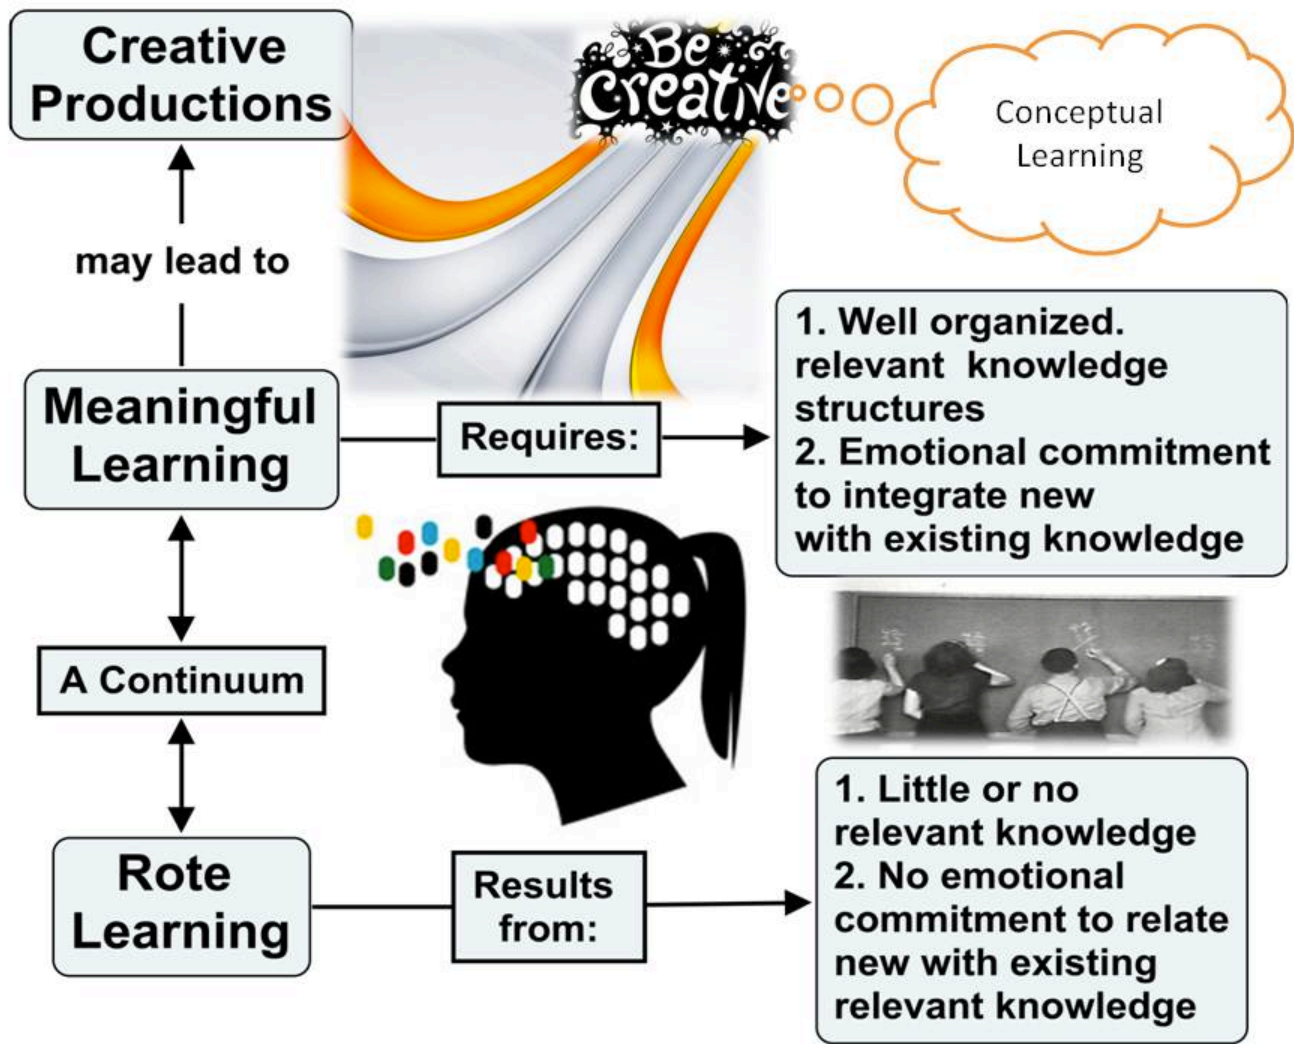 Creative
Productions
Be
Creative
Conceptual
Learning
may lead to
1. Well organized.
relevant knowledge
structures
2. Emotional commitment
to integrate new
with existing knowledge
Meaningful
Learning
Requires:
A Continuum
1. Little or no
relevant knowledge
2. No emotional
commitment to relate
new with existing
relevant knowledge
Rote
Learning
Results
from: